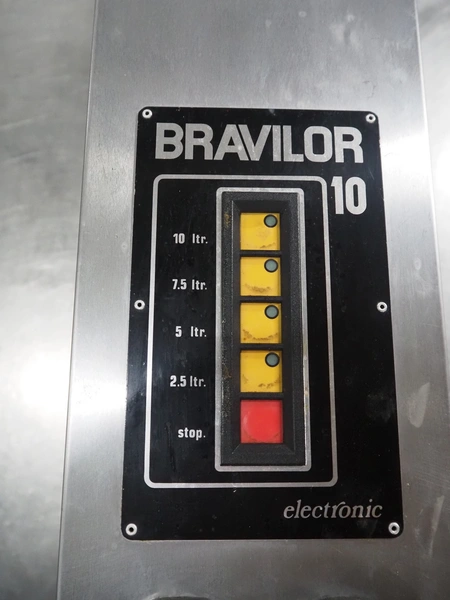 BRAVILOR
10
10 ltr.
7.5 ltr.
5 ltr.
2.5 ltr.
stop.
electronic